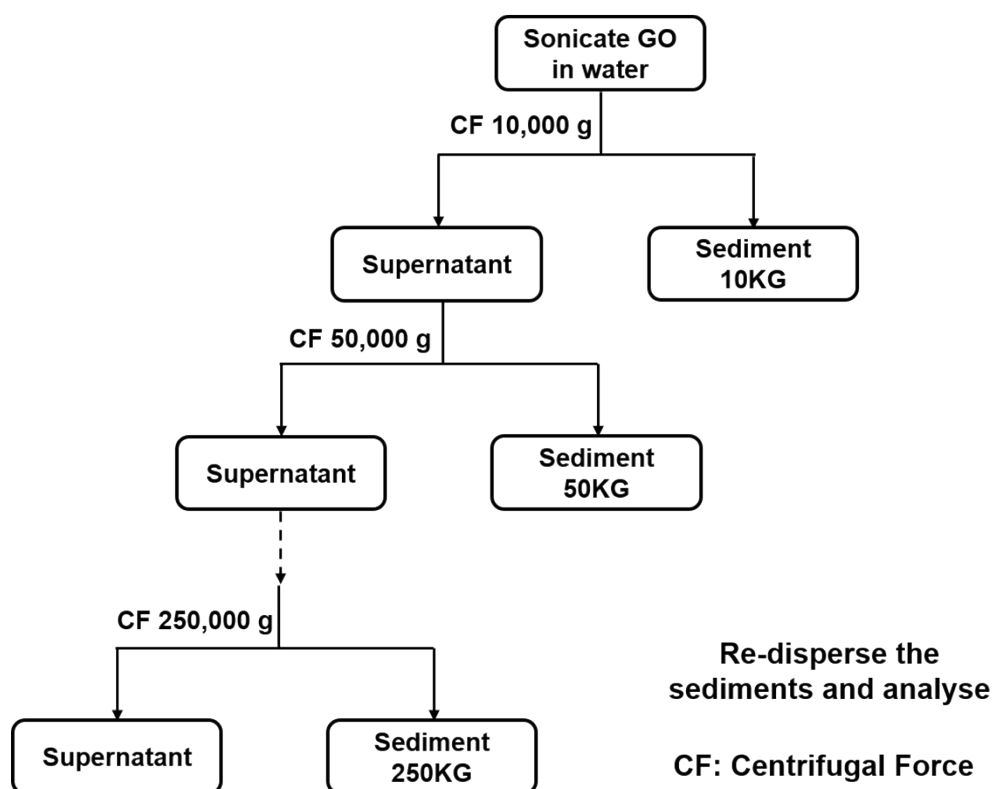 Sonicate GO
in water
CF 10,000 g
Supernatant
Sediment
10KG
CF 50,000 g
Supernatant
Sediment
50KG
CF 250,000 g
Supernatant
Sediment
250KG
Re-disperse the
sediments and analyse
CF: Centrifugal Force